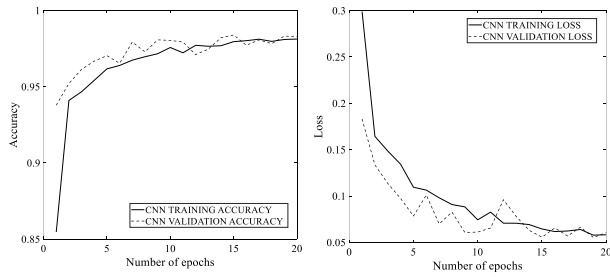 1
0.95
0.9
0.85
Accuracy
0
5
10
15
20
Number of epochs
CNN TRAINING ACCURACY
CNN VALIDATION ACCURACY
0.3
0.25
0.2
0.15
0.1
0.05
Loss
0
5
10
15
20
Number of epochs
CNN TRAINING LOSS
CNN VALIDATION LOSS